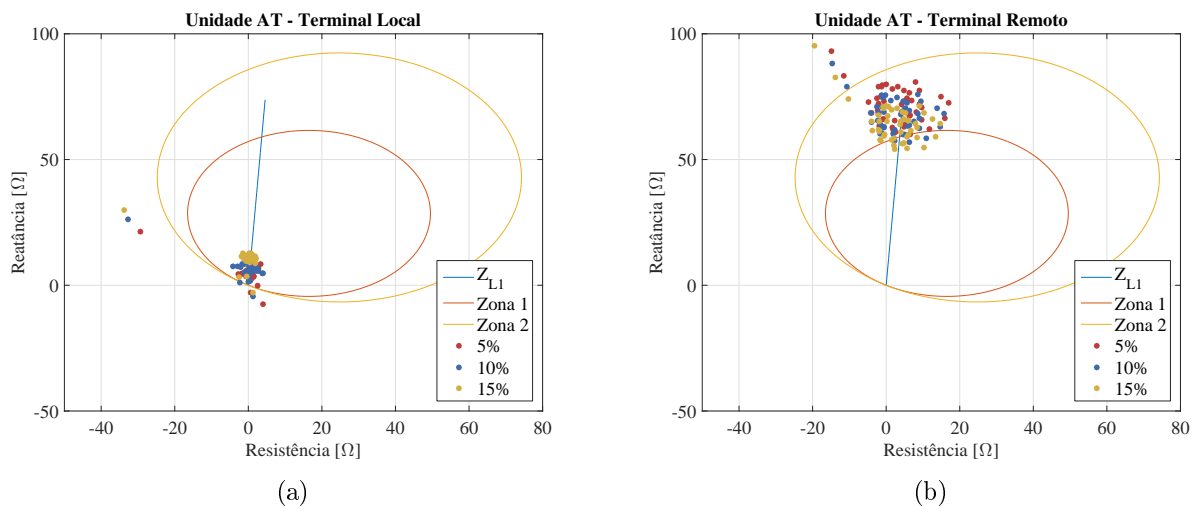 Unidade AT - Terminal Local
100
50
0
-50
Reatância [Ω]
-40
-20
0
20
40
60
80
Resistência [Ω]
Z_L1
Zona 1
Zona 2
5%
10%
15%
(a)
Unidade AT - Terminal Remoto
100
50
0
-50
Reatância [Ω]
-40
-20
0
20
40
60
80
Resistência [Ω]
Z_L1
Zona 1
Zona 2
5%
10%
15%
(b)